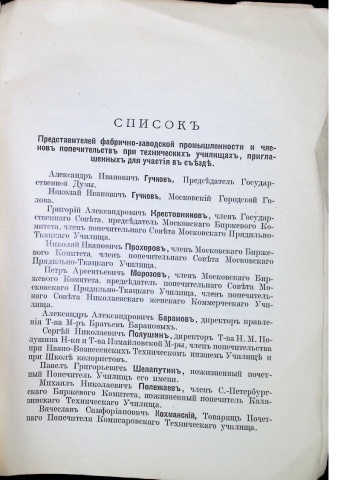 СПИСОКЪ
Представителей фабрично-заводской промышленности и чле-
новъ попечительствъ при техническихъ училищахъ, пригла-
шенныхъ для участія въ съѣздѣ.
Александръ Ивановичъ Гучковъ, Предсѣдатель Государ-
ственной Думы.
Николай Ивановичъ Гучковъ, Московскій Городской Го-
лова.
Григорій Александровичъ Крестовниковъ, членъ Государ-
ственнаго Совѣта, предсѣдатель Московскаго Биржевого Ко-
митета, членъ попечительнаго Совѣта Московскаго Прядильно-
Ткацкаго Училища.
Николай Ивановичъ Прохоровъ, членъ Московскаго Бирже-
вого Комитета, членъ попечительнаго Совѣта Московскаго
Прядильно-Ткацкаго Училища.
Петръ Арсентьевичъ Морозовъ, членъ Московскаго Бир-
жевого Комитета, предсѣдатель попечительнаго Совѣта Мо-
сковскаго Прядильно-Ткацкаго Училища, членъ попечитель-
наго Совѣта Николаевскаго женскаго Коммерческаго Учи-
лища.
Александръ Александровичъ Барановъ, директоръ правле-
нія Т-ва М-ръ Братьевъ Барановыхъ.
Сергѣй Николаевичъ Полушинъ, директоръ Т-ва Н. М. По-
лушина Н-ки и Т-ва Измайловской М-ры, членъ попечительства
при Ивано-Вознесенскихъ Техническомъ низшемъ Училищѣ и
при Школѣ колористовъ.
Павелъ Григорьевичъ Шелапутинъ, пожизненный почет-
ный Попечитель Училищъ его имени.
Михаилъ Николаевичъ Полежаевъ, членъ С.-Петербург-
скаго Биржевого Комитета, пожизненный попечитель Каля-
зинскаго Техническаго Училища.
Вячеславъ Симфоріановичъ Кохманскій, Товарищъ Почет-
наго Попечителя Комисаровскаго Техническаго училища.